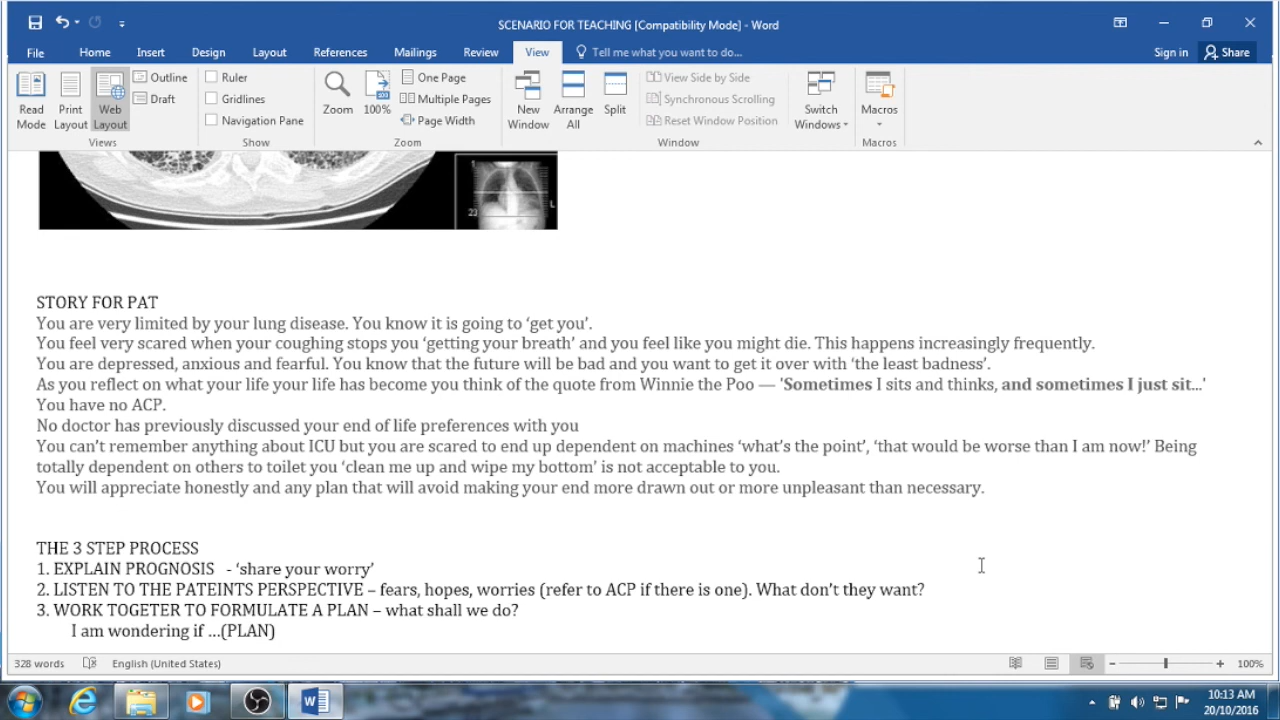 SCENARIO FOR TEACHING [Compatibility Mode] - Word
File Home Insert Design Layout References Mailings Review View Tell me what you want to do... Sign in Share
Read Mode
Print Layout
Web Layout
Outline
Draft
Views
Ruler
Gridlines
Navigation Pane
Show
Zoom
100%
One Page
Multiple Pages
Page Width
Zoom
New Window
Arrange All
Split
View Side by Side
Synchronous Scrolling
Reset Window Position
Window
Switch Windows
Macros
Macros
1
22
L
STORY FOR PAT
You are very limited by your lung disease. You know it is going to ‘get you’.
You feel very scared when your coughing stops you ‘getting your breath’ and you feel like you might die. This happens increasingly frequently.
You are depressed, anxious and fearful. You know that the future will be bad and you want to get it over with ‘the least badness’.
As you reflect on what your life your life has become you think of the quote from Winnie the Poo — 'Sometimes I sits and thinks, and sometimes I just sit...'
You have no ACP.
No doctor has previously discussed your end of life preferences with you
You can’t remember anything about ICU but you are scared to end up dependent on machines ‘what’s the point’, ‘that would be worse than I am now!’ Being
totally dependent on others to toilet you ‘clean me up and wipe my bottom’ is not acceptable to you.
You will appreciate honestly and any plan that will avoid making your end more drawn out or more unpleasant than necessary.
THE 3 STEP PROCESS
1. EXPLAIN PROGNOSIS - ‘share your worry’
2. LISTEN TO THE PATEINTS PERSPECTIVE – fears, hopes, worries (refer to ACP if there is one). What don’t they want?
3. WORK TOGETER TO FORMULATE A PLAN – what shall we do?
I am wondering if …(PLAN)
328 words English (United States) 100%
10:13 AM
20/10/2016